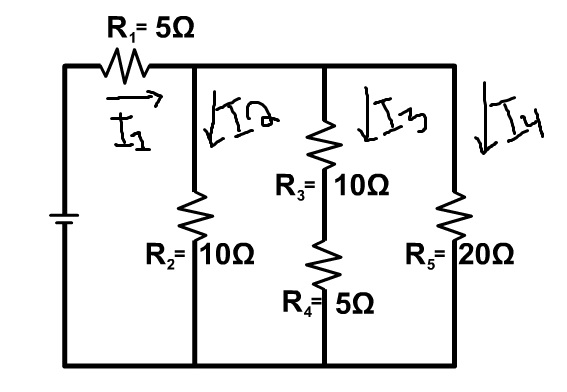 R₁= 5Ω
I1
I2
I3
I4
R₃= 10Ω
R₂= 10Ω
R₅= 20Ω
R₄= 5Ω